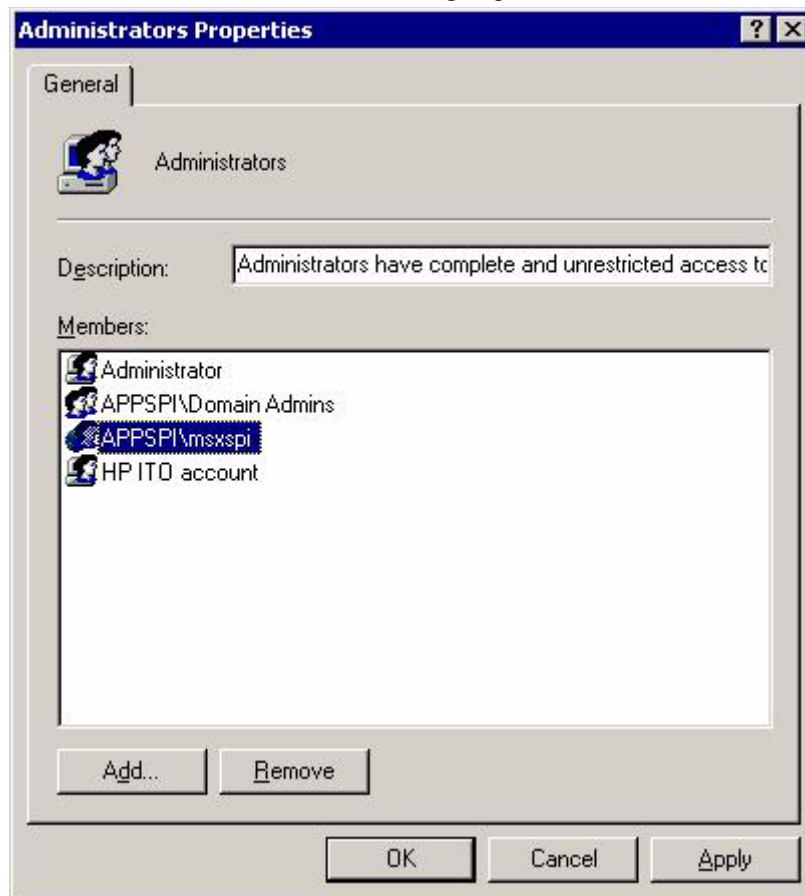 Administrators Properties
General
Administrators
Description: Administrators have complete and unrestricted access to
Members:
Administrator
APPSPI\Domain Admins
APPSPI\msxspi
HP ITO account
Add... Remove
OK Cancel Apply